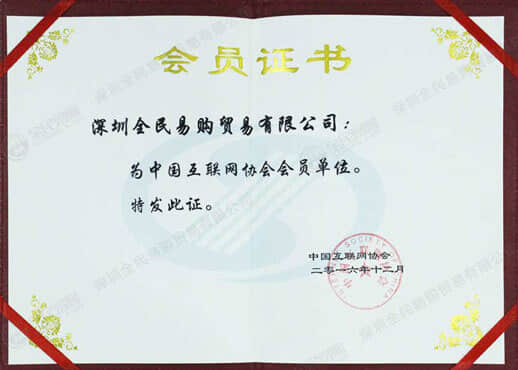 会员证书
深圳全民易购贸易有限公司：
为中国互联网协会会员单位。
特发此证。
中国互联网协会
二零一六年十二月